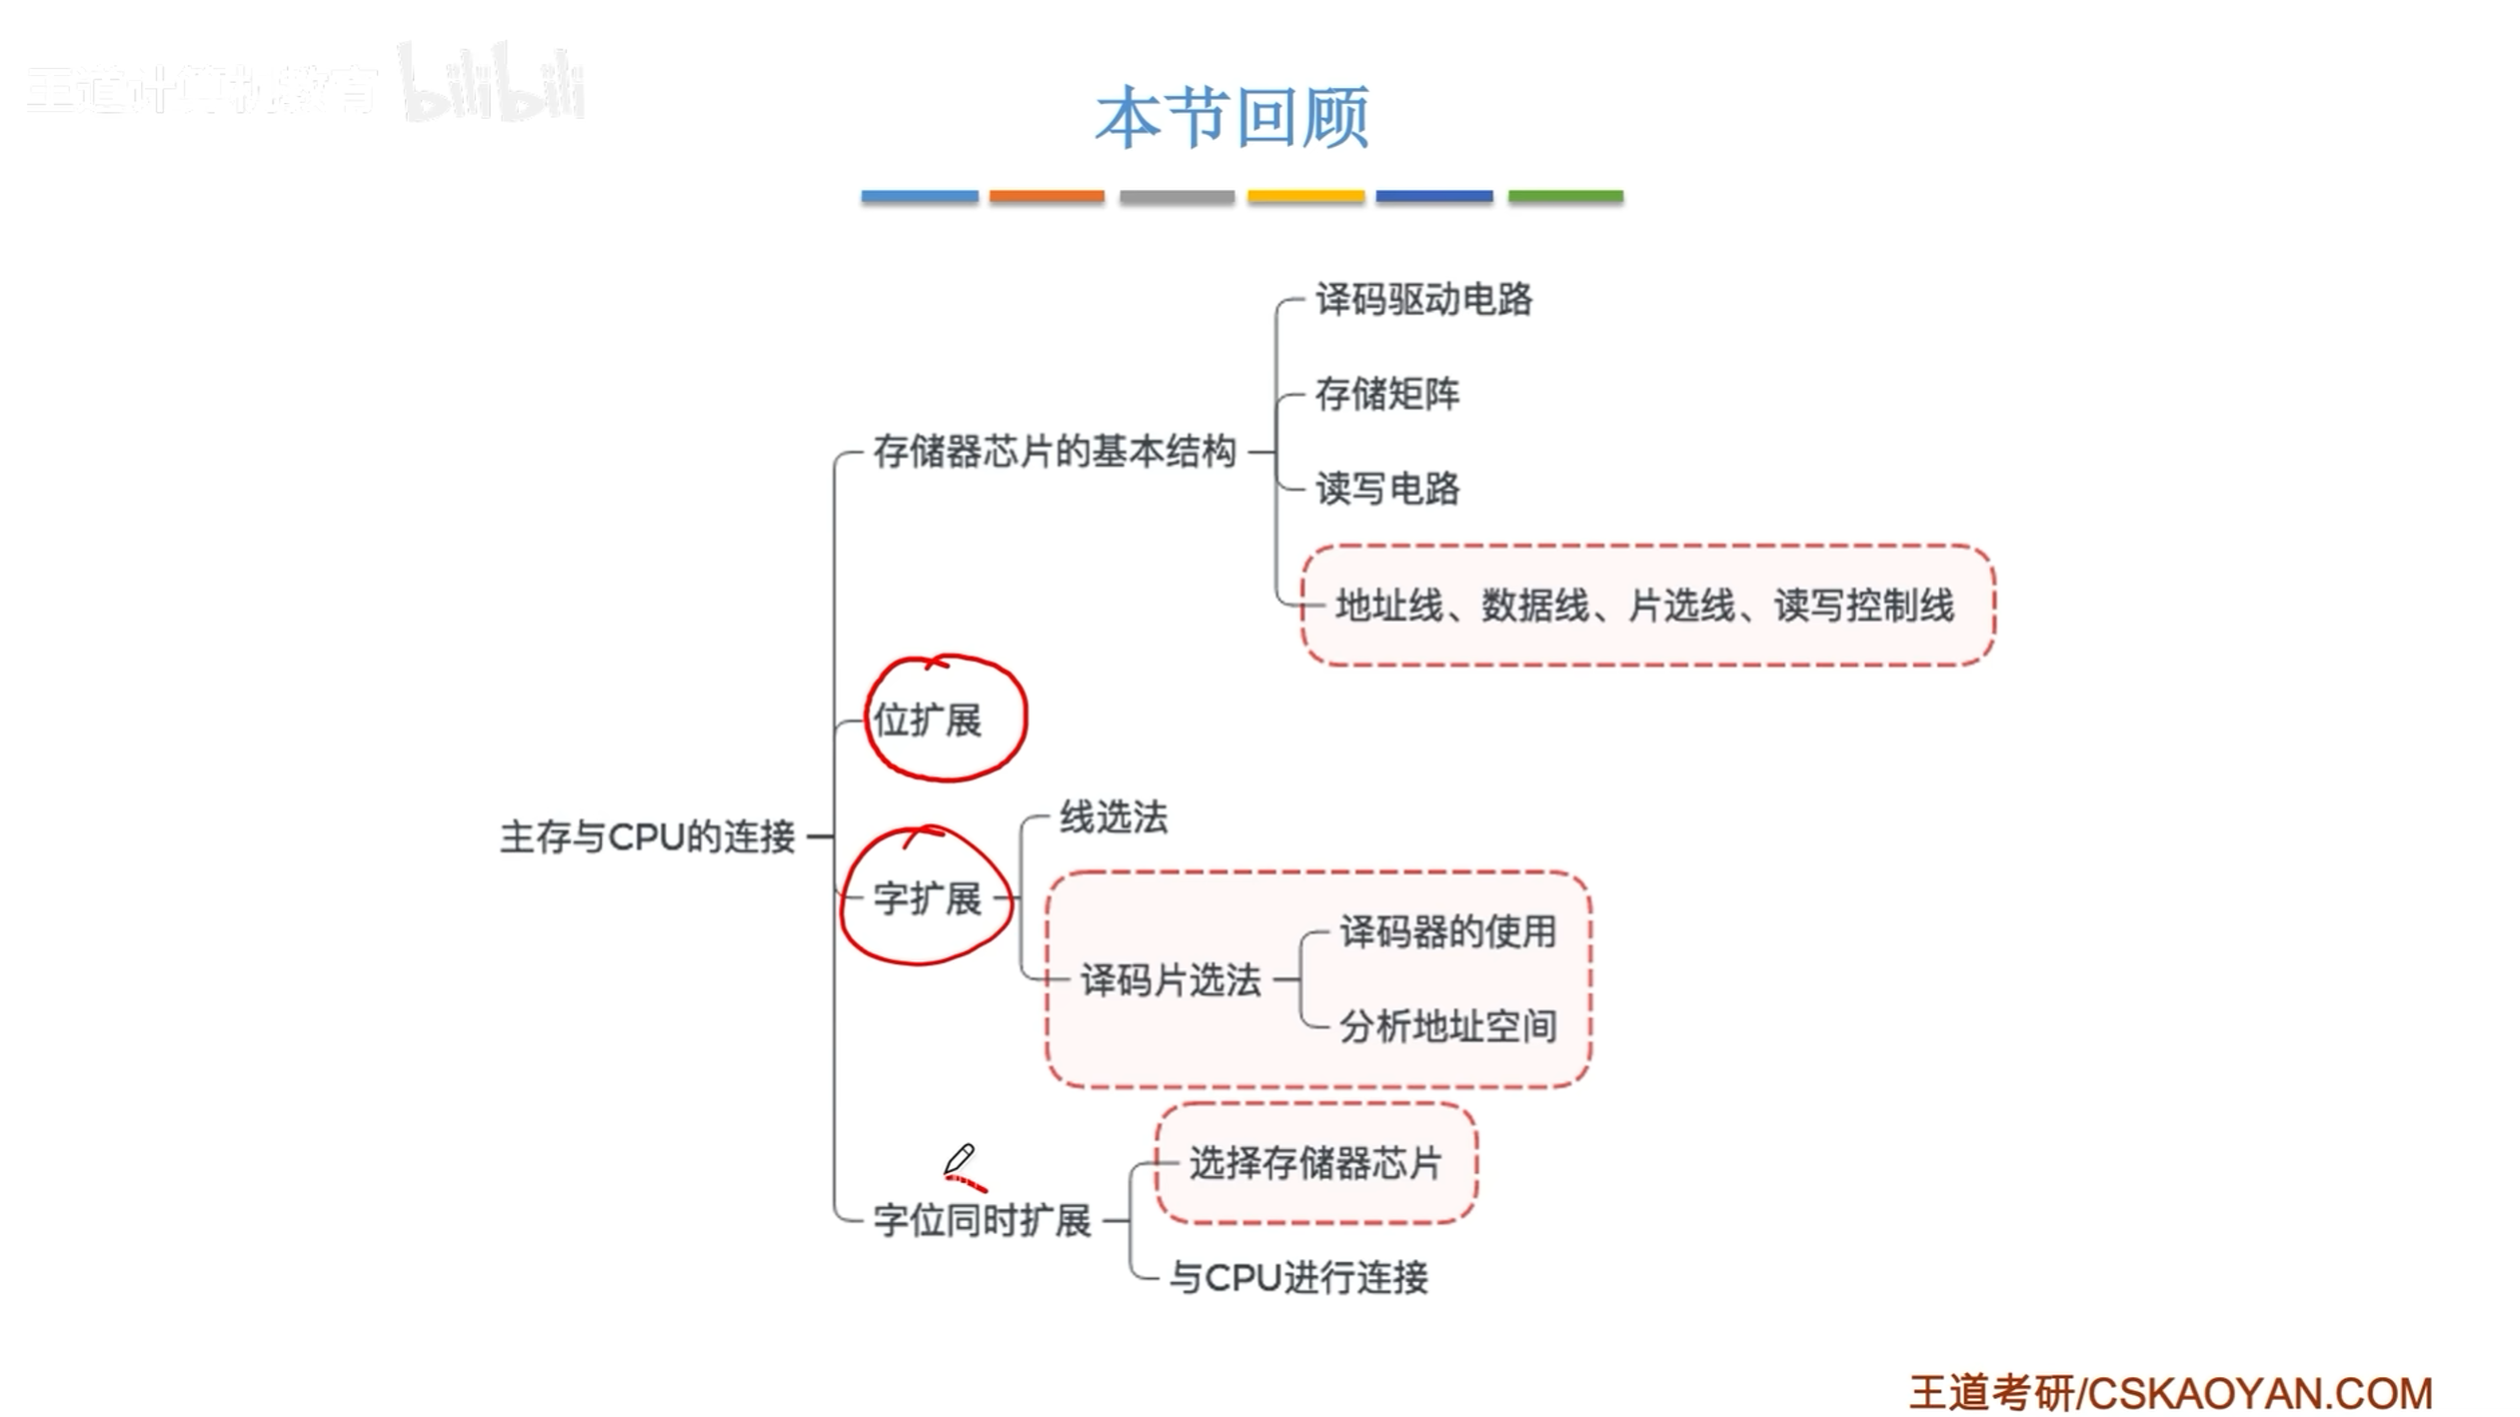 王道计算机教育 bilibili
本节回顾
主存与CPU的连接
存储器芯片的基本结构
译码驱动电路
存储矩阵
读写电路
地址线、数据线、片选线、读写控制线
位扩展
字扩展
线选法
译码片选法
译码器的使用
分析地址空间
字位同时扩展
选择存储器芯片
与CPU进行连接
王道考研/CSKAOYAN.COM